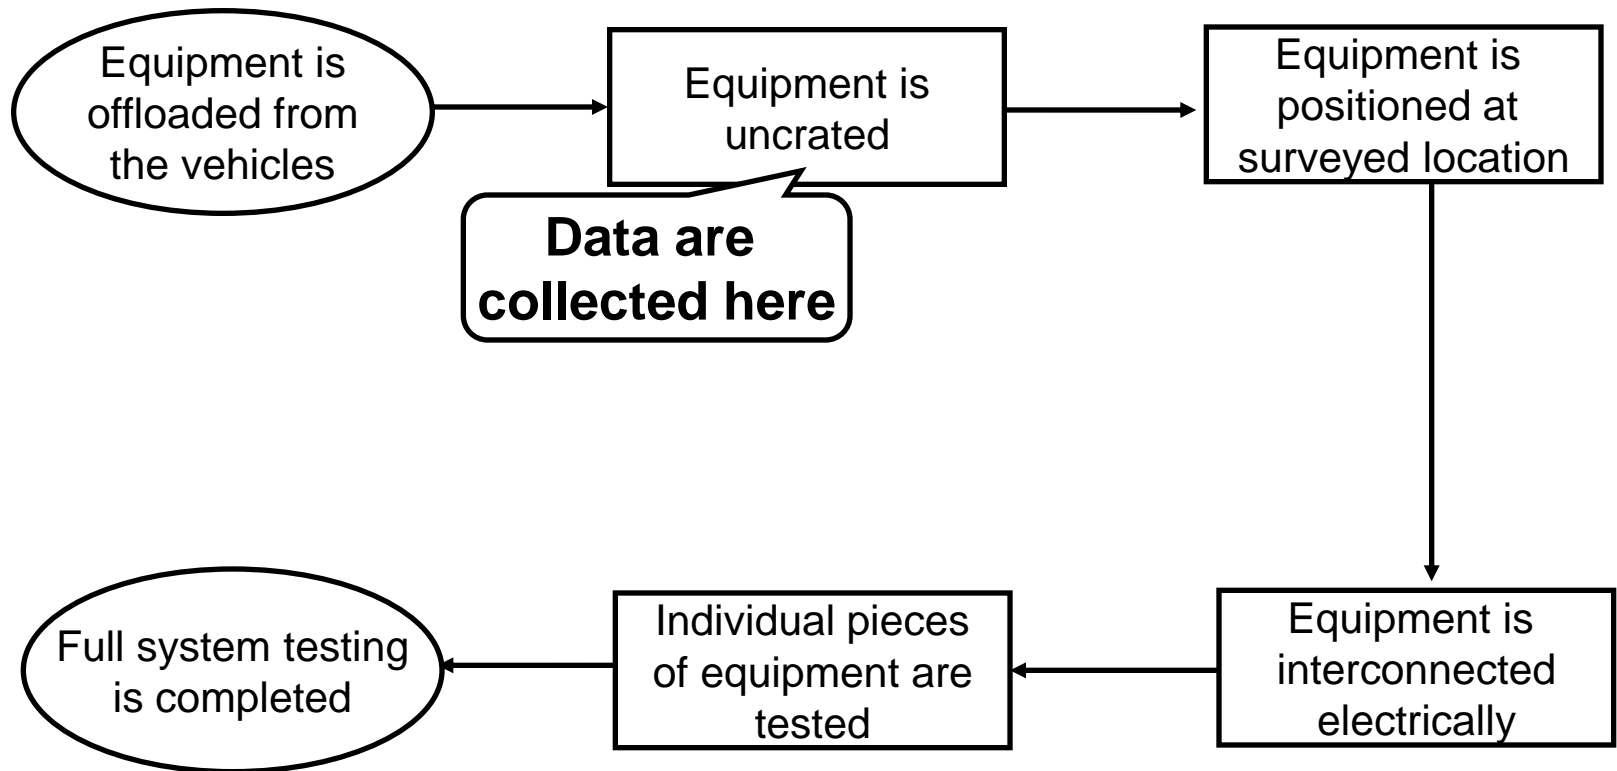 Equipment is
offloaded from
the vehicles
Equipment is
uncrated
Data are
collected here
Equipment is
positioned at
surveyed location
Equipment is
interconnected
electrically
Individual pieces
of equipment are
tested
Full system testing
is completed